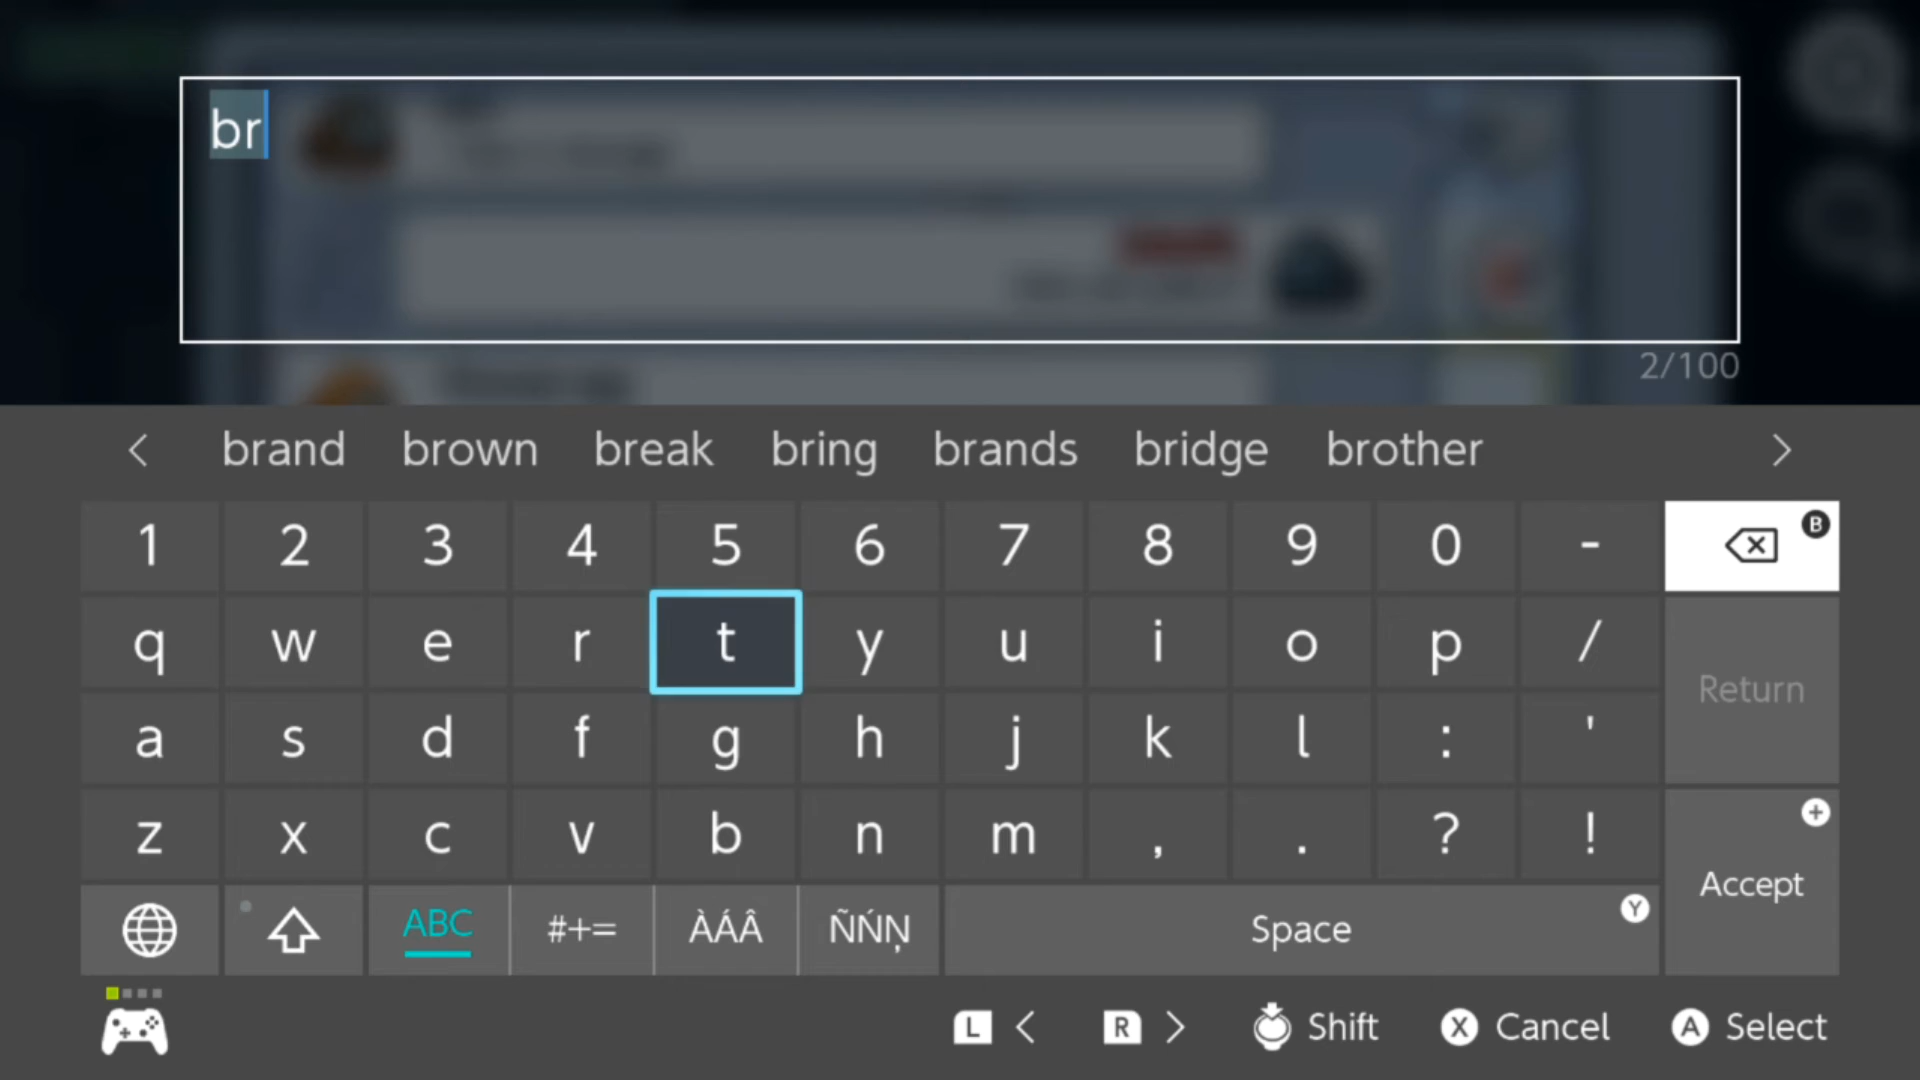 br
2/100
brand brown break bring brands bridge brother
1 2 3 4 5 6 7 8 9 0 - B
q w e r t y u i o p /
Return
a s d f g h j k l : '
z x c v b n m , . ? !
Accept
ABC #+= ÀÁÂ ÑŃŅ Space Y
L < R > Shift X Cancel A Select